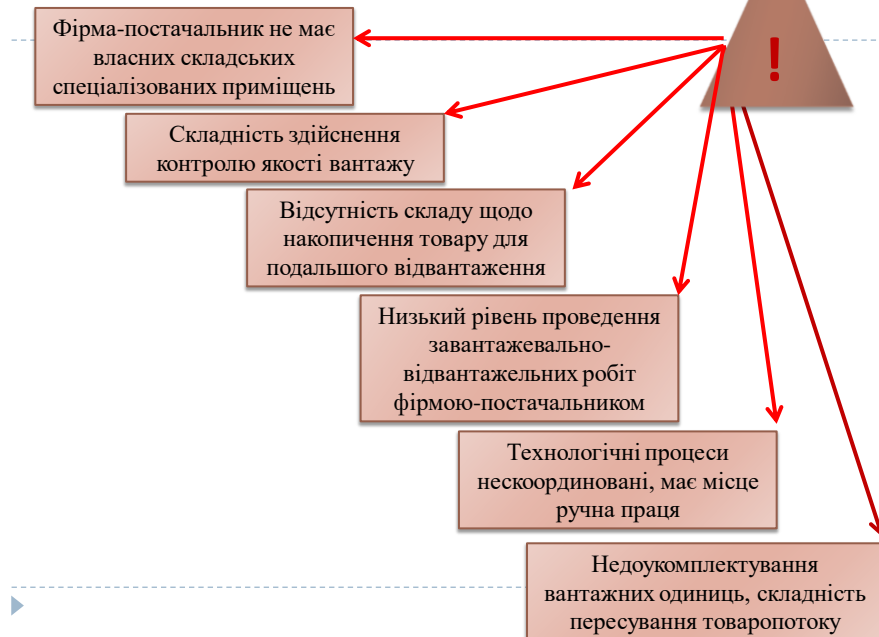 !
Фірма-постачальник не має
власних складських
спеціалізованих приміщень
Складність здійснення
контролю якості вантажу
Відсутність складу щодо
накопичення товару для
подальшого відвантаження
Низький рівень проведення
завантажевально-
відвантажельних робіт
фірмою-постачальником
Технологічні процеси
нескоординовані, має місце
ручна праця
Недоукомплектування
вантажних одиниць, складність
пересування товаропотоку